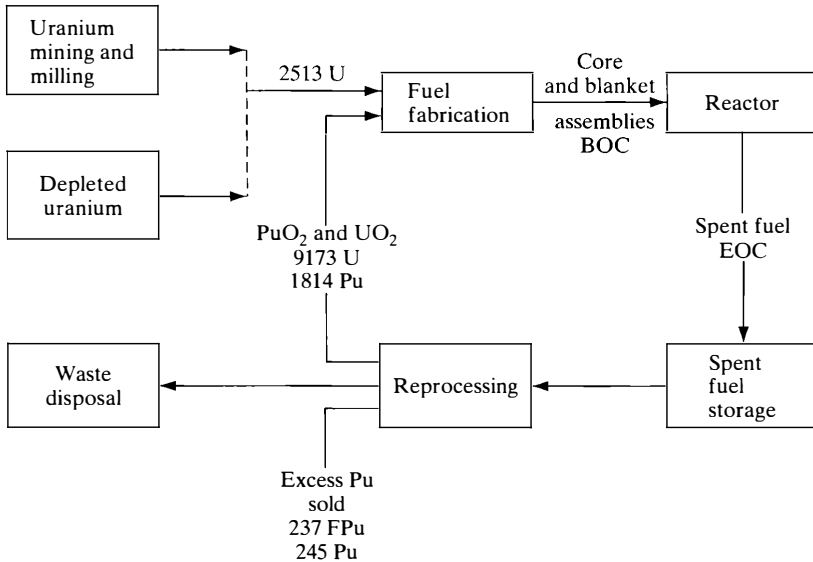 Uranium
mining and
milling
2513 U
Fuel
fabrication
Core
and blanket
assemblies
BOC
Reactor
Depleted
uranium
PuO₂ and UO₂
9173 U
1814 Pu
Spent fuel
EOC
Waste
disposal
Reprocessing
Spent
fuel
storage
Excess Pu
sold
237 FPu
245 Pu